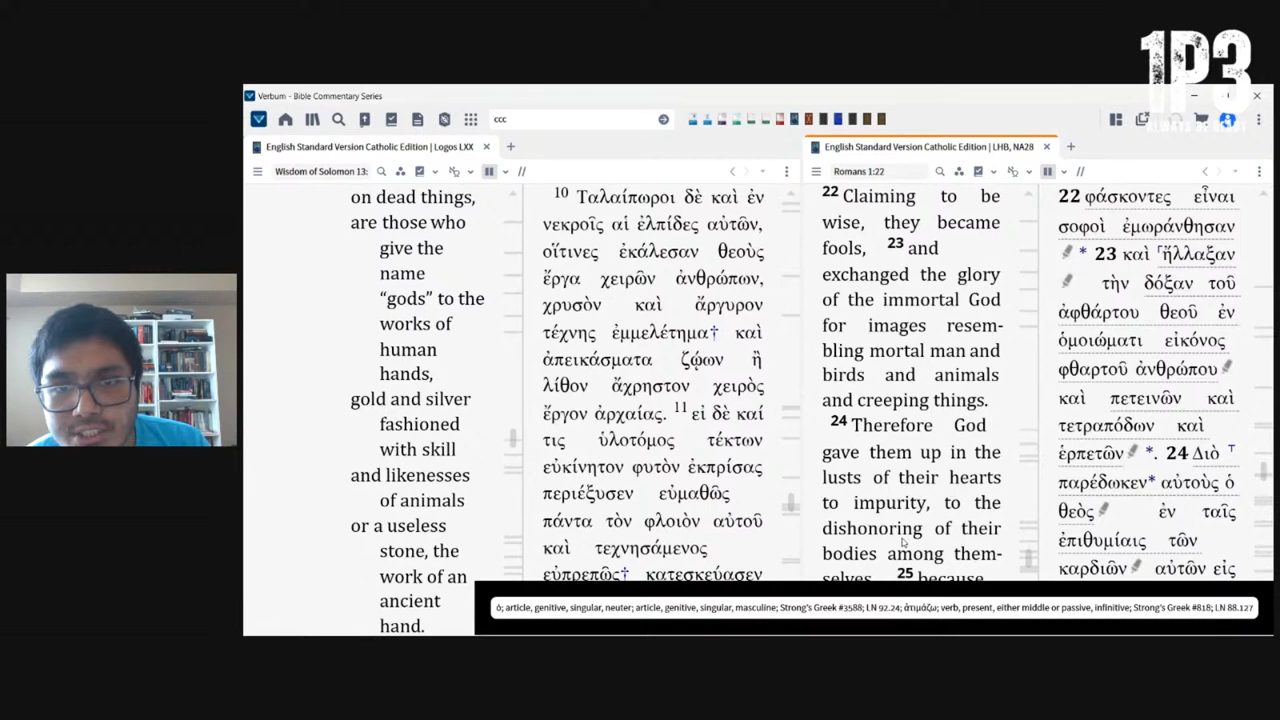 1P3
ALWAYS BE READY
Verbum - Bible Commentary Series
ccc
English Standard Version Catholic Edition | Logos LXX
English Standard Version Catholic Edition | LHB, NA28
Wisdom of Solomon 13:
Romans 1:22
on dead things,
are those who
give the
name
“gods” to the
works of
human
hands,
gold and silver
fashioned
with skill
and likenesses
of animals
or a useless
stone, the
work of an
ancient
hand.
10 Ταλαίπωροι δὲ καὶ ἐν
νεκροῖς αἱ ἐλπίδες αὐτῶν,
οἵτινες ἐκάλεσαν θεοὺς
ἔργα χειρῶν ἀνθρώπων,
χρυσὸν καὶ ἄργυρον
τέχνης ἐμμελέτημα† καὶ
ἀπεικάσματα ζῴων ἢ
λίθον ἄχρηστον χειρὸς
ἔργον ἀρχαίας. 11 εἰ δὲ καί
τις ὑλοτόμος τέκτων
εὐκίνητον φυτὸν ἐκπρίσας
περιέξυσεν εὐμαθῶς
πάντα τὸν φλοιὸν αὐτοῦ
καὶ τεχνησάμενος
εὐπρεπῶς† κατεσκεύασεν
22 Claiming to be
wise, they became
fools, 23 and
exchanged the glory
of the immortal God
for images resem-
bling mortal man and
birds and animals
and creeping things.
24 Therefore God
gave them up in the
lusts of their hearts
to impurity, to the
dishonoring of their
bodies among them-
selves, 25 because
22 φάσκοντες εἶναι
σοφοὶ ἐμωράνθησαν
* 23 καὶ ⸀ἤλλαξαν
τὴν δόξαν τοῦ
ἀφθάρτου θεοῦ ἐν
ὁμοιώματι εἰκόνος
φθαρτοῦ ἀνθρώπου
καὶ πετεινῶν καὶ
τετραπόδων καὶ
ἑρπετῶν *. 24 Διὸ ⸆
παρέδωκεν* αὐτοὺς ὁ
θεὸς ἐν ταῖς
ἐπιθυμίαις τῶν
καρδιῶν αὐτῶν εἰς
ὁ; article, genitive, singular, neuter; article, genitive, singular, masculine; Strong's Greek #3588; LN 92.24; ἀτιμάζω; verb, present, either middle or passive, infinitive; Strong's Greek #818; LN 88.127